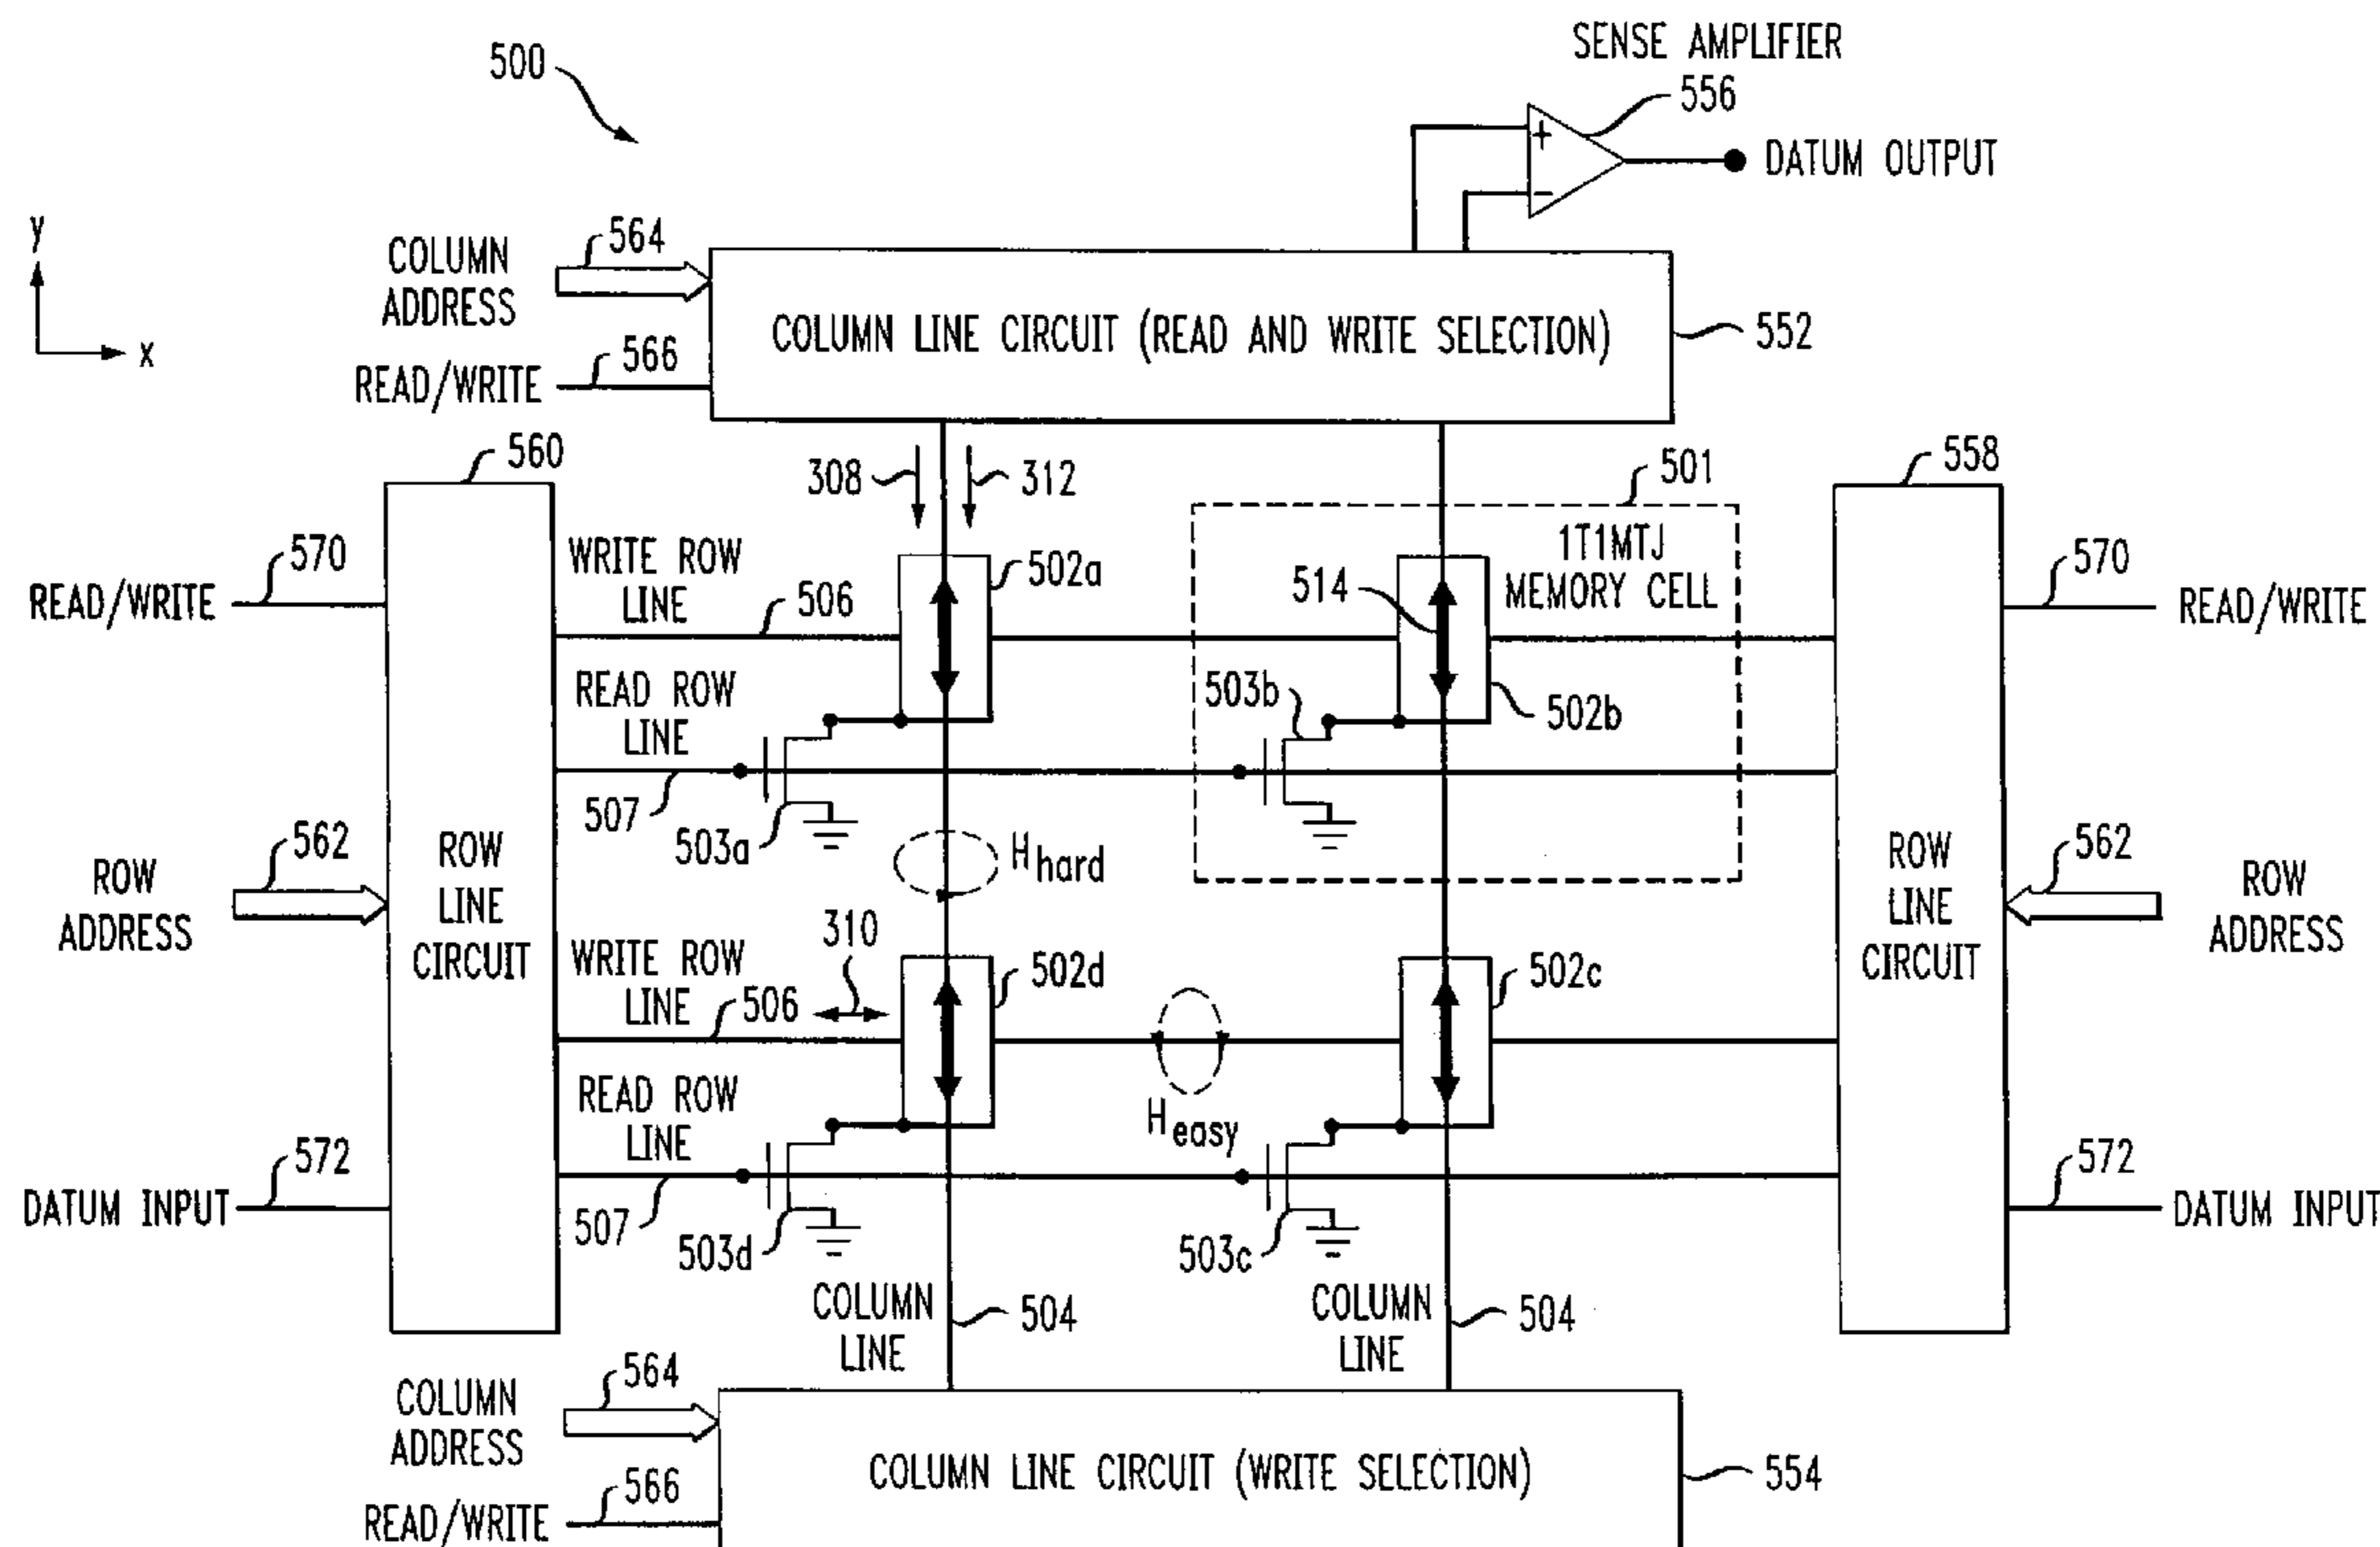 500
SENSE AMPLIFIER
556
+
−
DATUM OUTPUT
y
x
COLUMN
ADDRESS
564
READ/WRITE
566
COLUMN LINE CIRCUIT (READ AND WRITE SELECTION)
552
560
308
312
501
558
READ/WRITE
570
WRITE ROW
LINE
506
502a
514
1T1MTJ
MEMORY CELL
570
READ/WRITE
READ ROW
LINE
503b
502b
507
503a
Hhard
ROW
ADDRESS
562
ROW
LINE
CIRCUIT
ROW
LINE
CIRCUIT
562
ROW
ADDRESS
310
WRITE ROW
LINE
506
502d
502c
READ ROW
LINE
Heasy
DATUM INPUT
572
507
503d
503c
572
DATUM INPUT
COLUMN
LINE
504
COLUMN
LINE
504
COLUMN
ADDRESS
564
READ/WRITE
566
COLUMN LINE CIRCUIT (WRITE SELECTION)
554